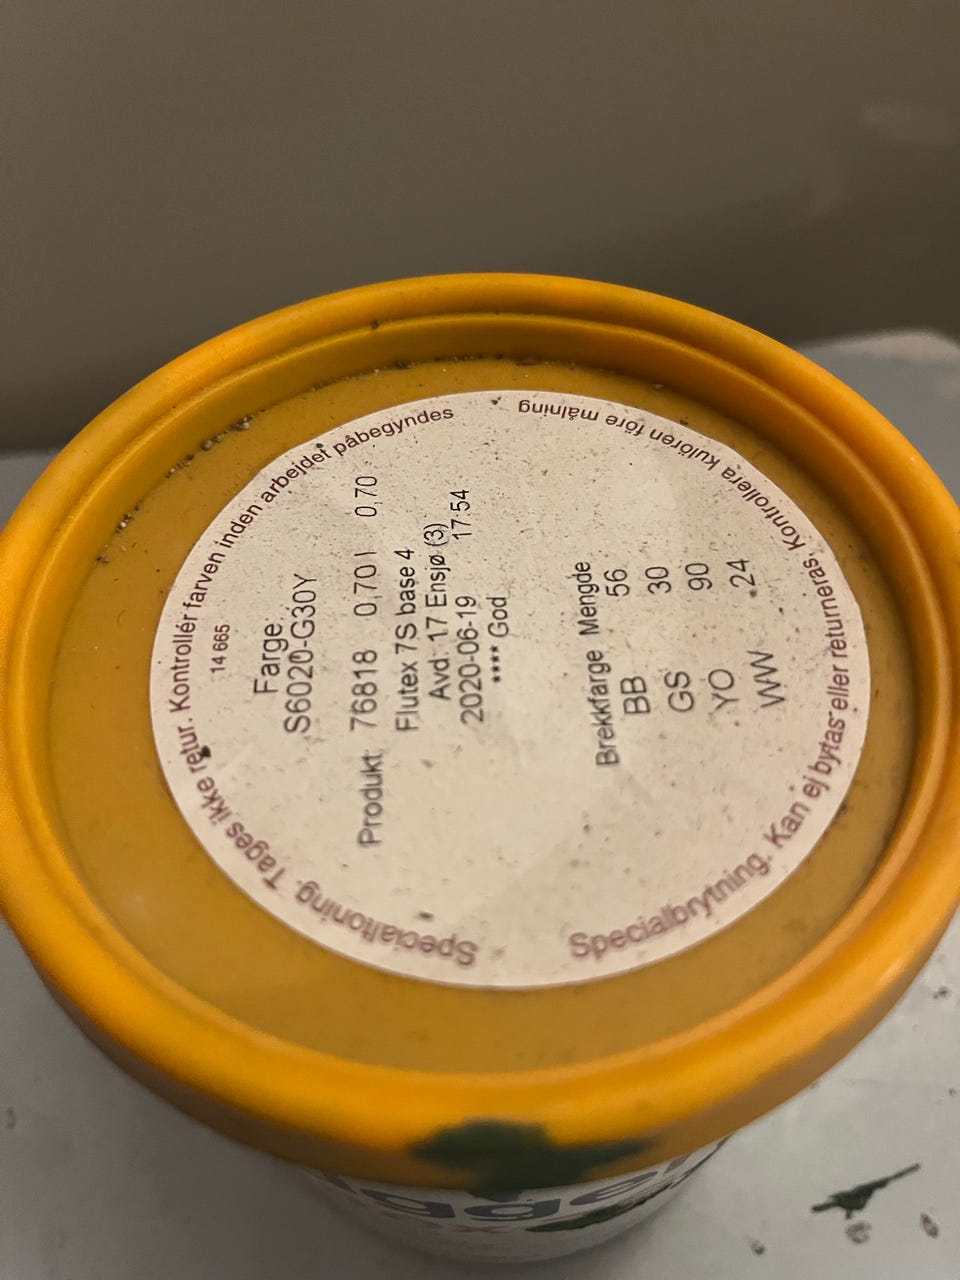 Specialtoning. Tages ikke retur. Kontrollér farven inden arbejdet påbegyndes
14 665
Farge:
S6020-G30Y
Produkt: 76818 0,70 l 0,70
Flutex 7S base 4
Avd: 17 Ensjø (3)
2020-06-19 17:54
**** God
Brekkfarge Mengde
BB 56
GS 30
YO 90
WW 24
Specialbrytning. Kan ej bytas eller returneras. Kontrollera kulören före målning